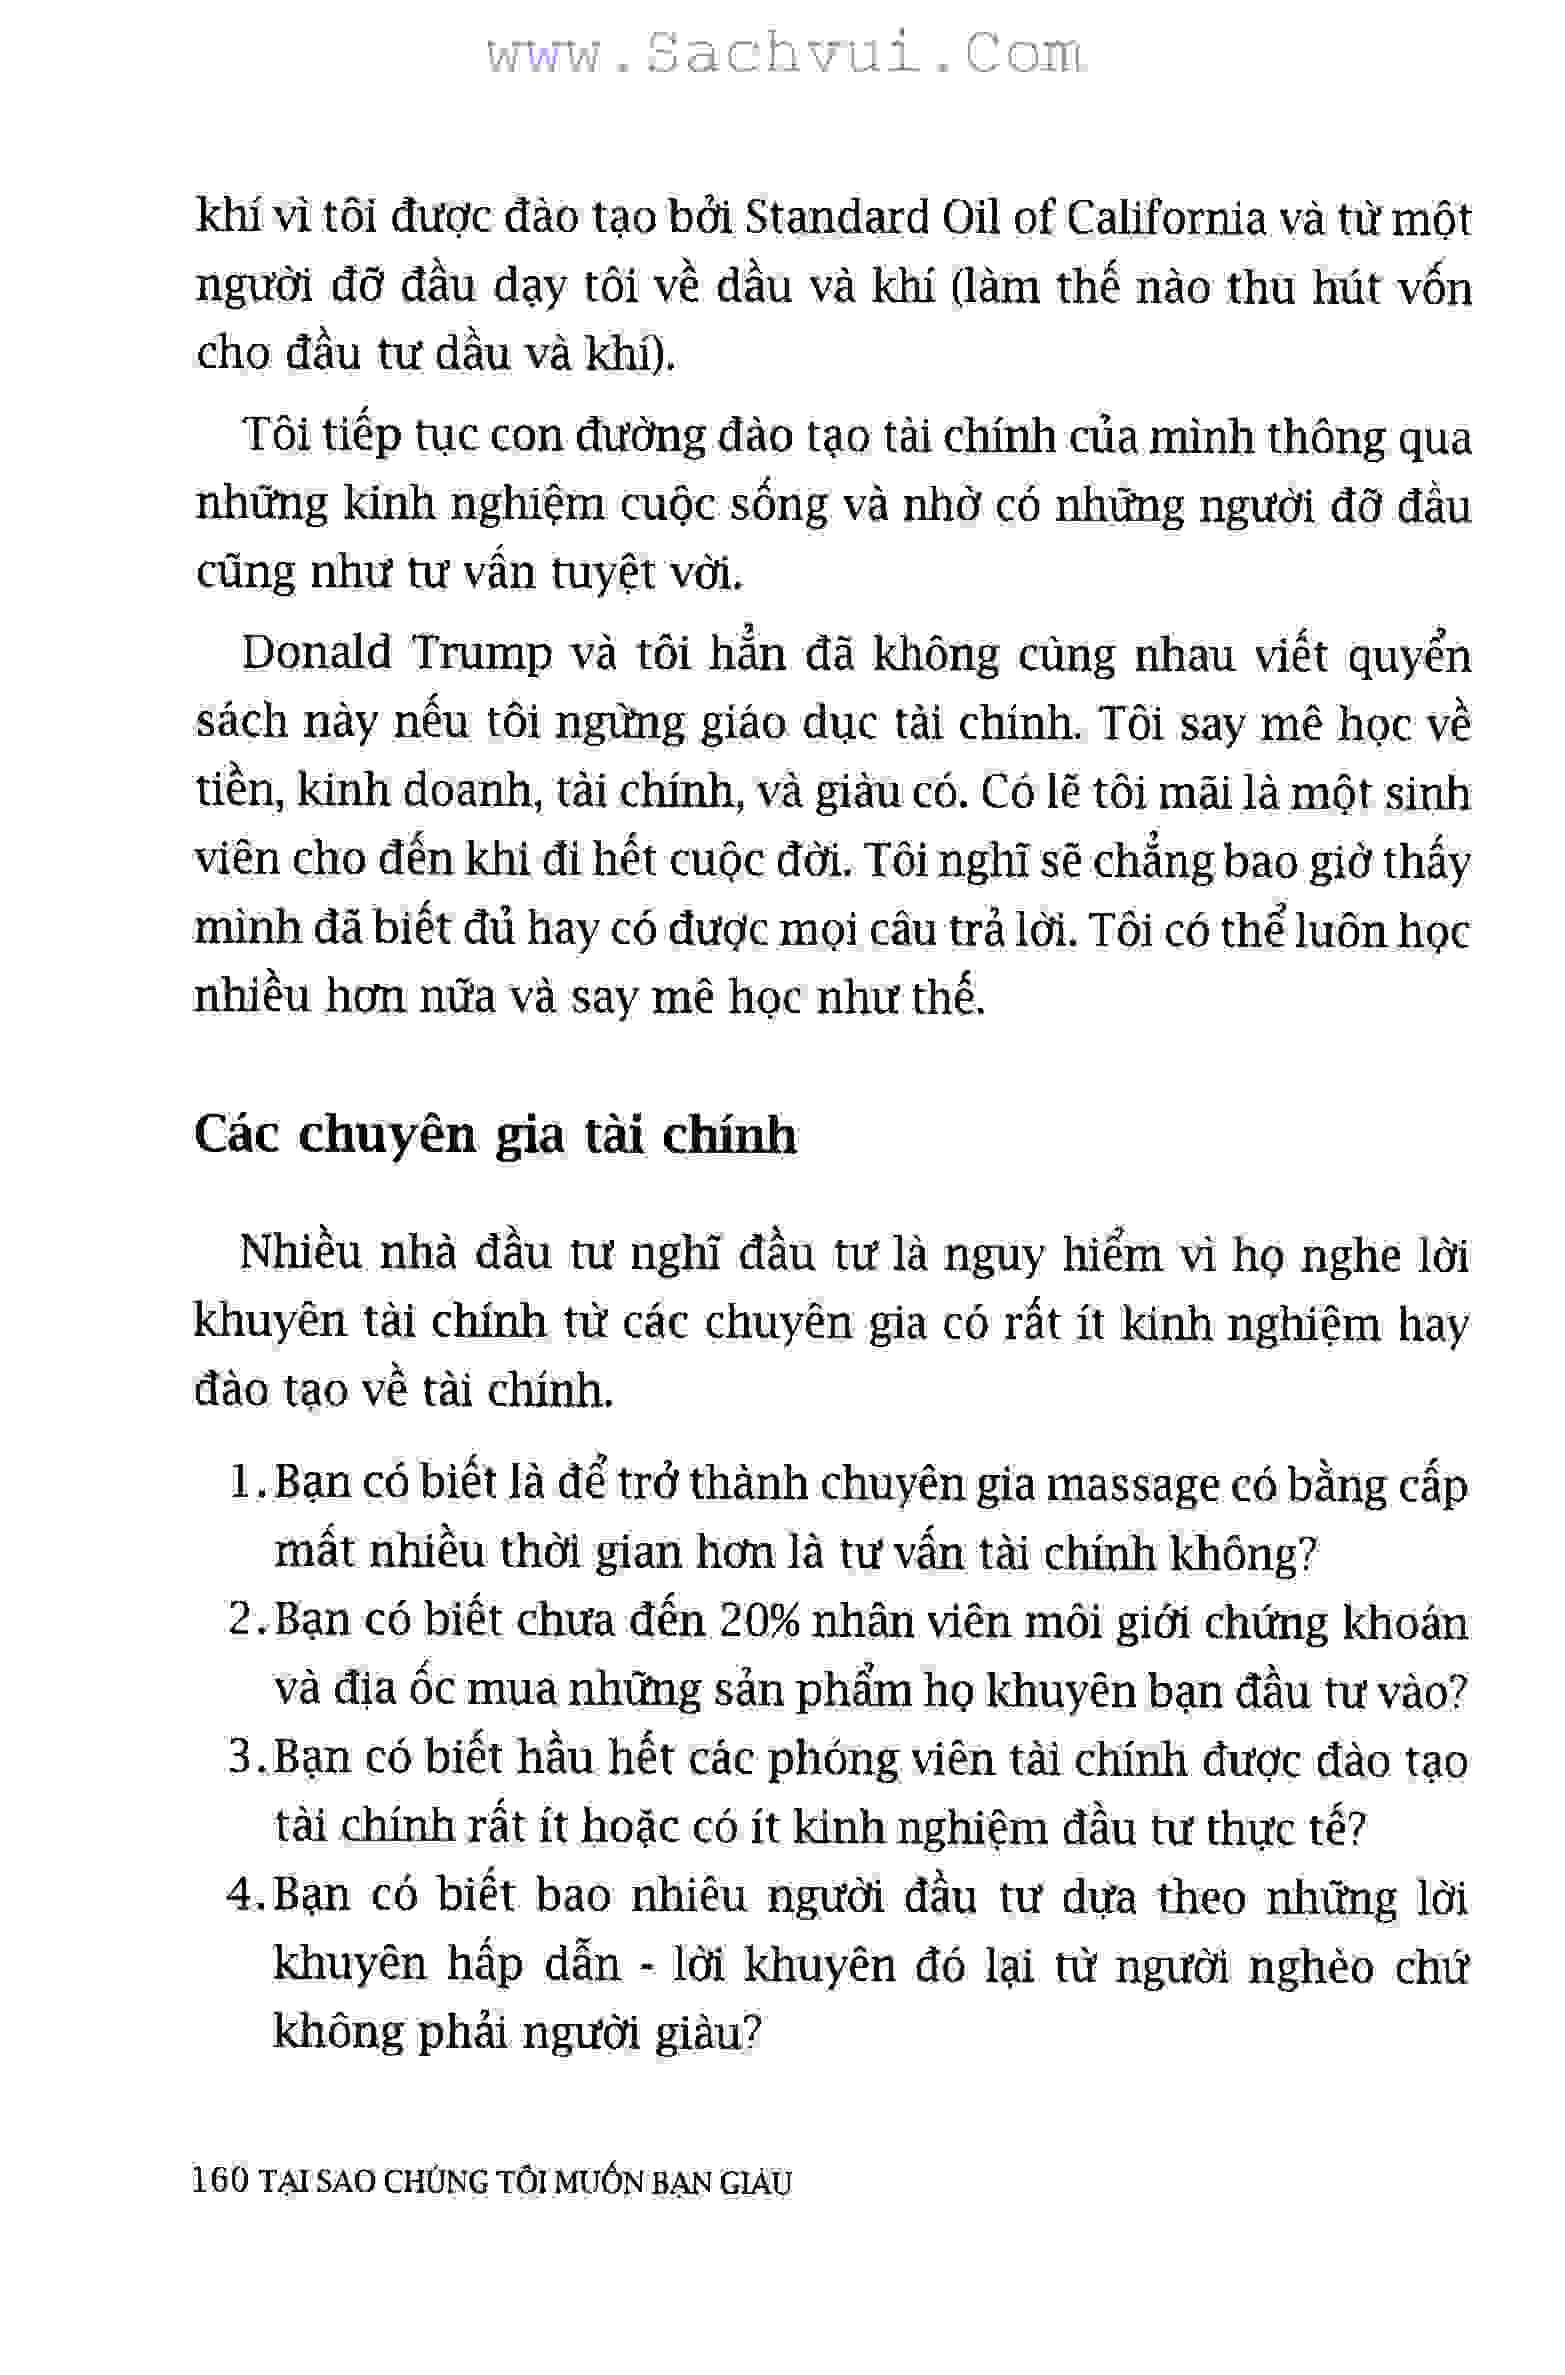 www.Sachvui.Com
khí vì tôi được đào tạo bởi Standard Oil of California và từ một
người đỡ đầu dạy tôi về dầu và khí (làm thế nào thu hút vốn
cho đầu tư dầu và khí).
Tôi tiếp tục con đường đào tạo tài chính của mình thông qua
những kinh nghiệm cuộc sống và nhờ có những người đỡ đầu
cũng như tư vấn tuyệt vời.
Donald Trump và tôi hẳn đã không cùng nhau viết quyển
sách này nếu tôi ngừng giáo dục tài chính. Tôi say mê học về
tiền, kinh doanh, tài chính, và giàu có. Có lẽ tôi mãi là một sinh
viên cho đến khi đi hết cuộc đời. Tôi nghĩ sẽ chẳng bao giờ thấy
mình đã biết đủ hay có được mọi câu trả lời. Tôi có thể luôn học
nhiều hơn nữa và say mê học như thế.
Các chuyên gia tài chính
Nhiều nhà đầu tư nghĩ đầu tư là nguy hiểm vì họ nghe lời
khuyên tài chính từ các chuyên gia có rất ít kinh nghiệm hay
đào tạo về tài chính.
1. Bạn có biết là để trở thành chuyên gia massage có bằng cấp
mất nhiều thời gian hơn là tư vấn tài chính không?
2. Bạn có biết chưa đến 20% nhân viên môi giới chứng khoán
và địa ốc mua những sản phẩm họ khuyên bạn đầu tư vào?
3. Bạn có biết hầu hết các phóng viên tài chính được đào tạo
tài chính rất ít hoặc có ít kinh nghiệm đầu tư thực tế?
4. Bạn có biết bao nhiêu người đầu tư dựa theo những lời
khuyên hấp dẫn - lời khuyên đó lại từ người nghèo chứ
không phải người giàu?
160 TẠI SAO CHÚNG TÔI MUỐN BẠN GIÀU